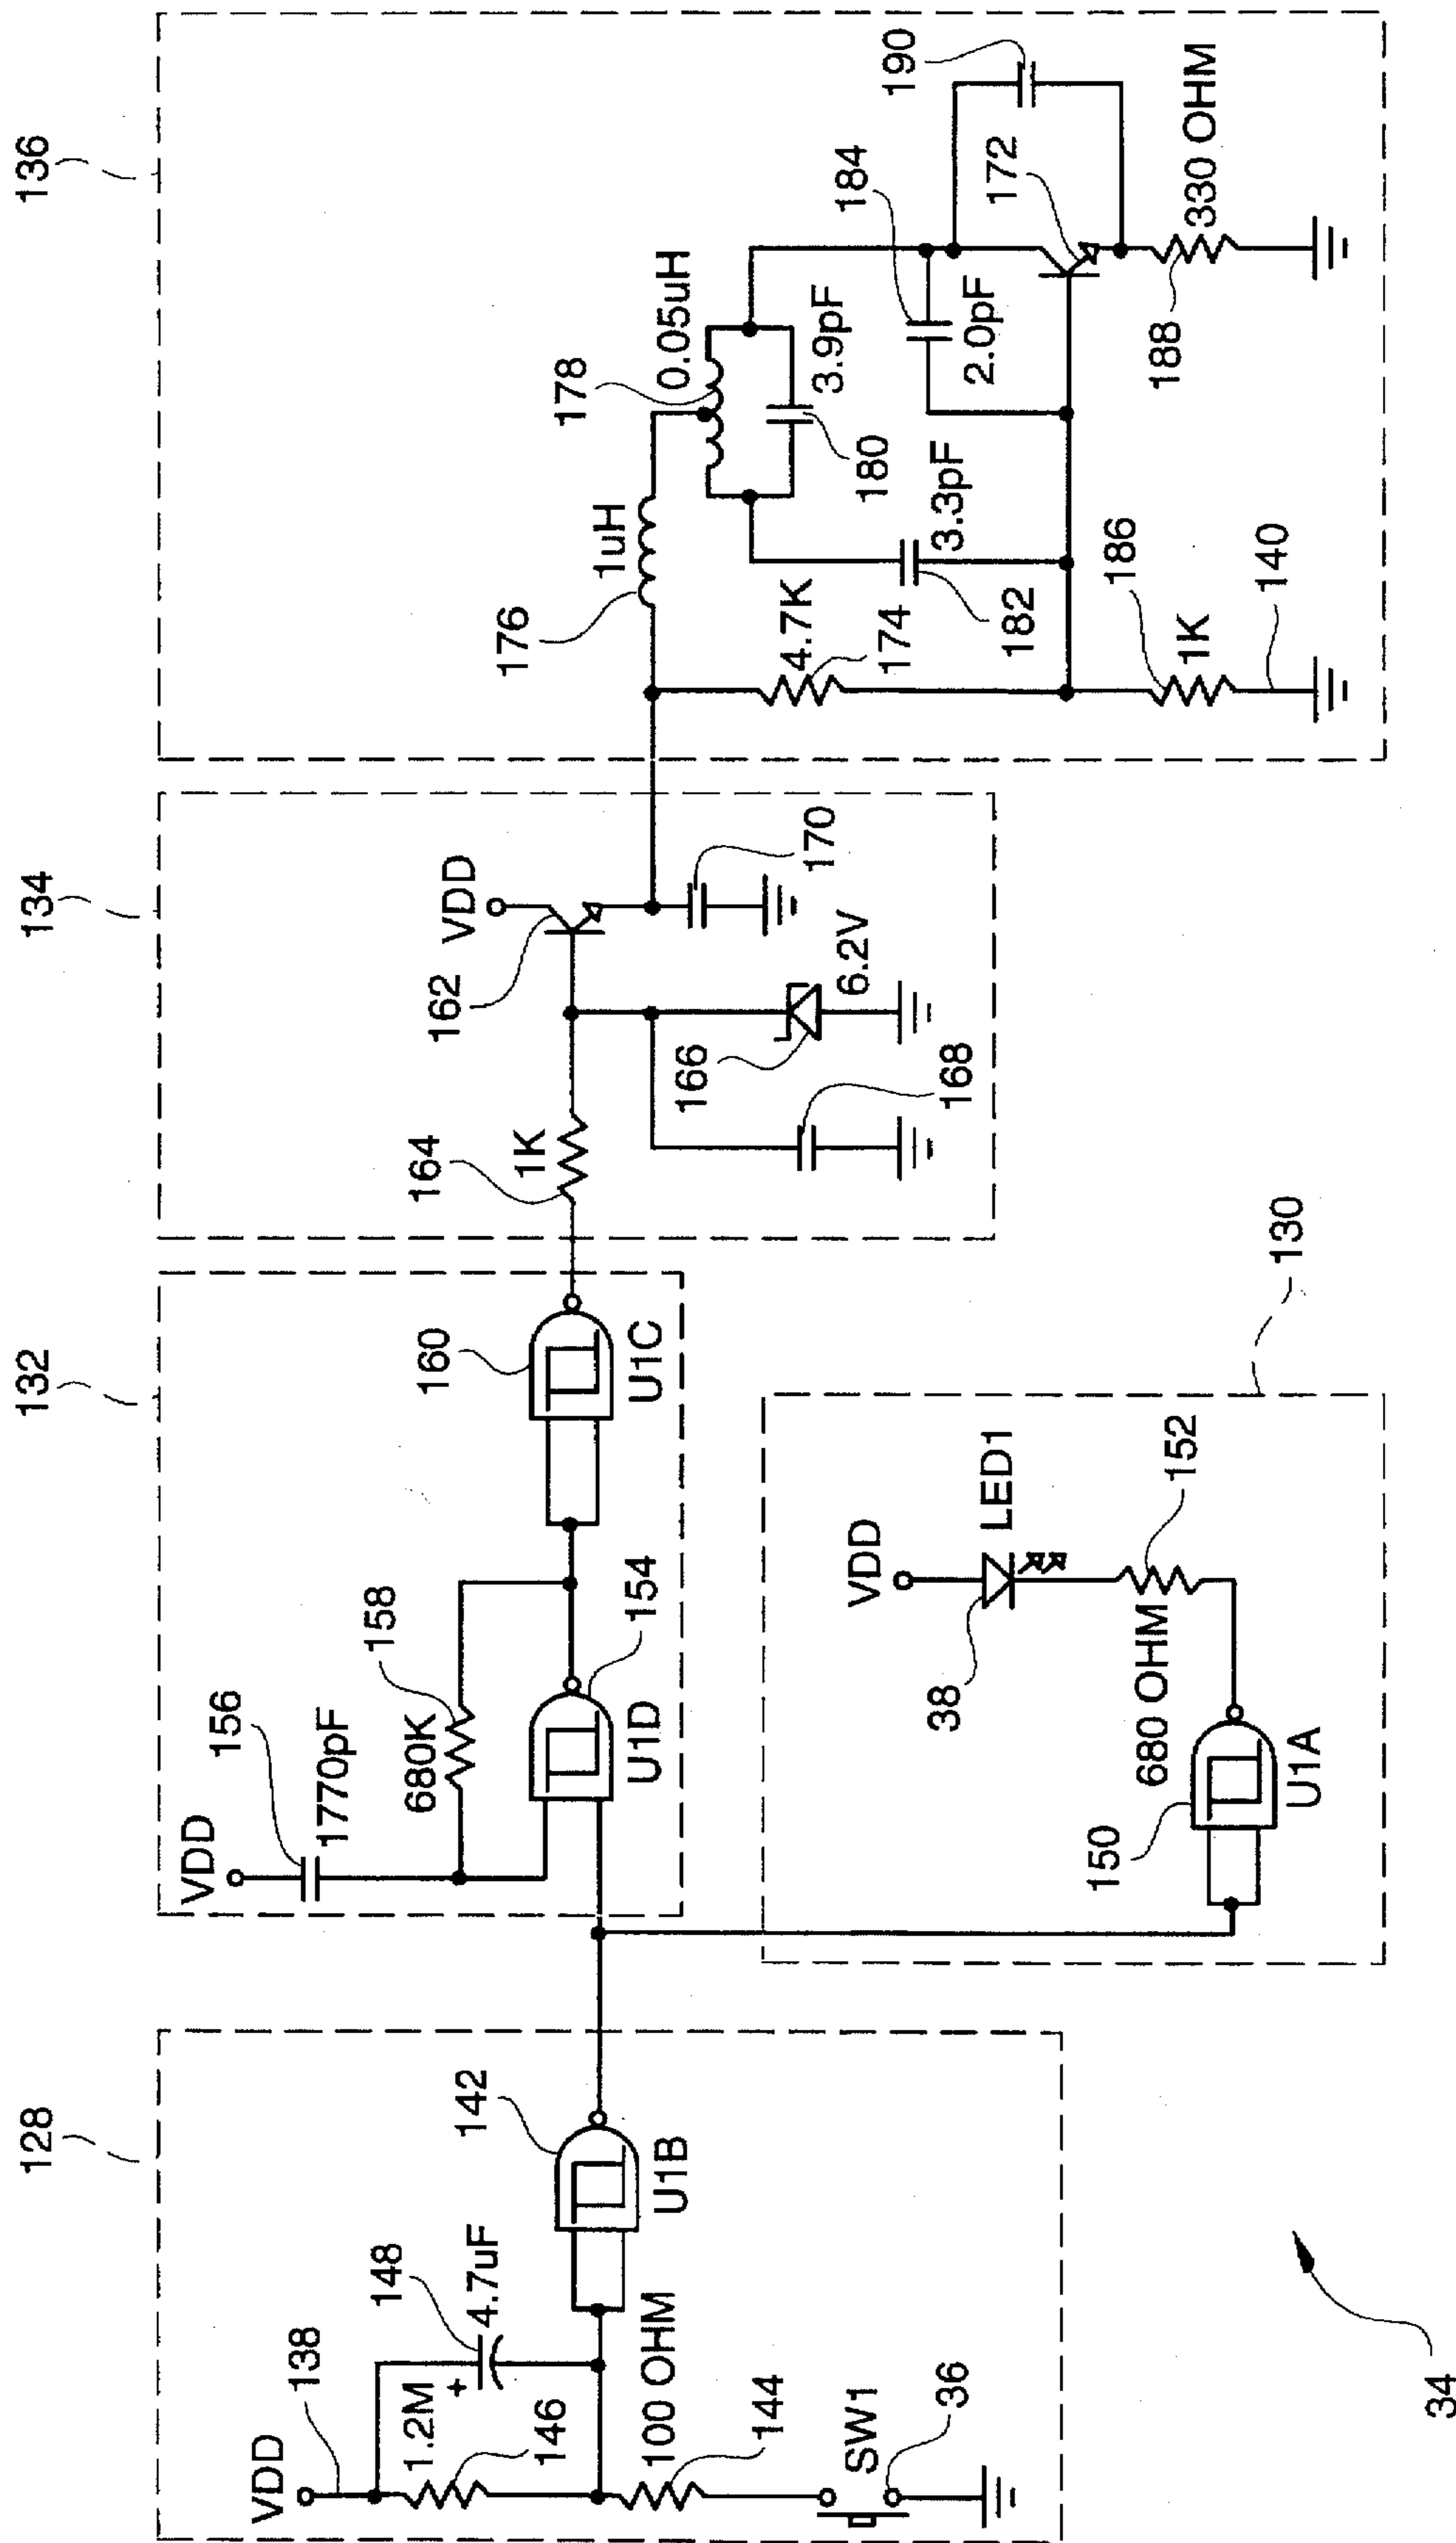 128
VDD
138
1.2M
146
148
4.7uF
+
142
U1B
100 OHM
144
SW1
36
34
132
VDD
156
1770pF
158
680K
154
U1D
160
U1C
130
VDD
38
LED1
152
680 OHM
150
U1A
134
VDD
162
164
1K
166
6.2V
168
170
136
176
1uH
178
0.05uH
180
3.9pF
4.7K
174
182
3.3pF
184
2.0pF
190
172
186
1K
140
188
330 OHM